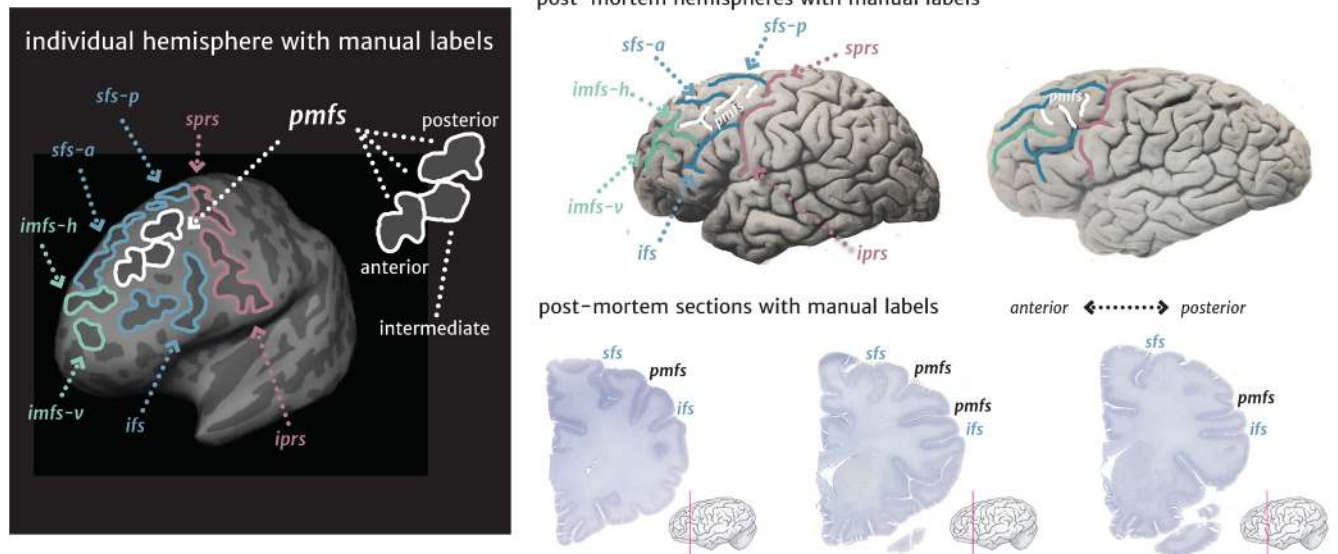 individual hemisphere with manual labels
sfs-p
sprs
pmfs
posterior
sfs-a
imfs-h
anterior
intermediate
imfs-v
ifs
iprs
post-mortem hemispheres with manual labels
sfs-p
sfs-a
sprs
imfs-h
pmfs
pmfs
imfs-v
ifs
iprs
post-mortem sections with manual labels
anterior posterior
sfs
pmfs
ifs
sfs
pmfs
pmfs
ifs
sfs
pmfs
ifs